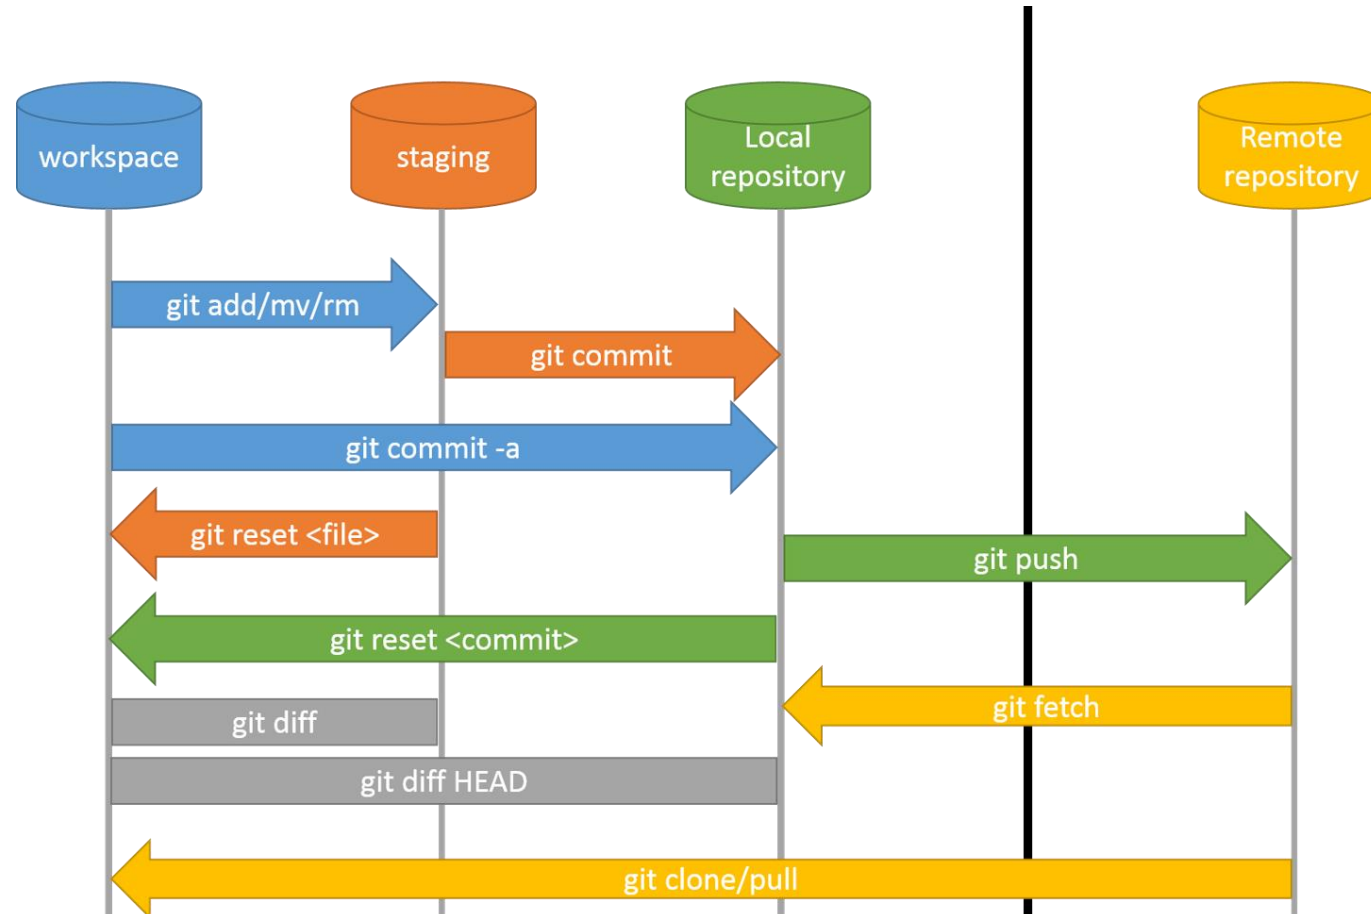 workspace
staging
Local
repository
Remote
repository
git add/mv/rm
git commit
git commit -a
git reset <file>
git push
git reset <commit>
git fetch
git diff
git diff HEAD
git clone/pull